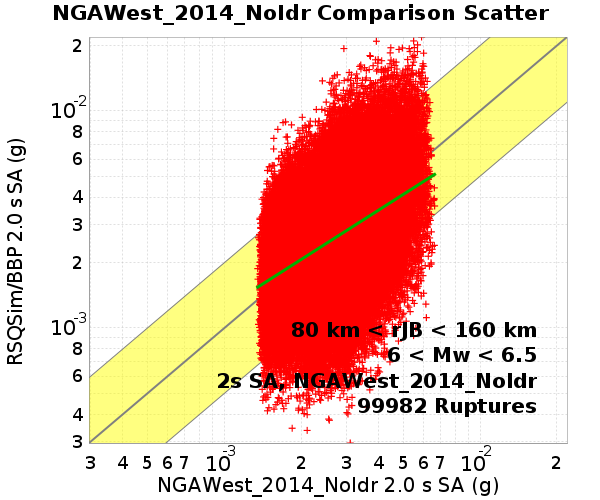 NGAWest_2014_NoIdr Comparison Scatter
RSQSim/BBP 2.0 s SA (g)
2
10-2
8
6
4
3
2
10-3
8
6
4
3
80 km < rJB < 160 km
6 < Mw < 6.5
2s SA, NGAWest_2014_NoIdr
99982 Ruptures
3 4 5 6 7 10-3 2 3 4 5 6 7 10-2 2
NGAWest_2014_NoIdr 2.0 s SA (g)